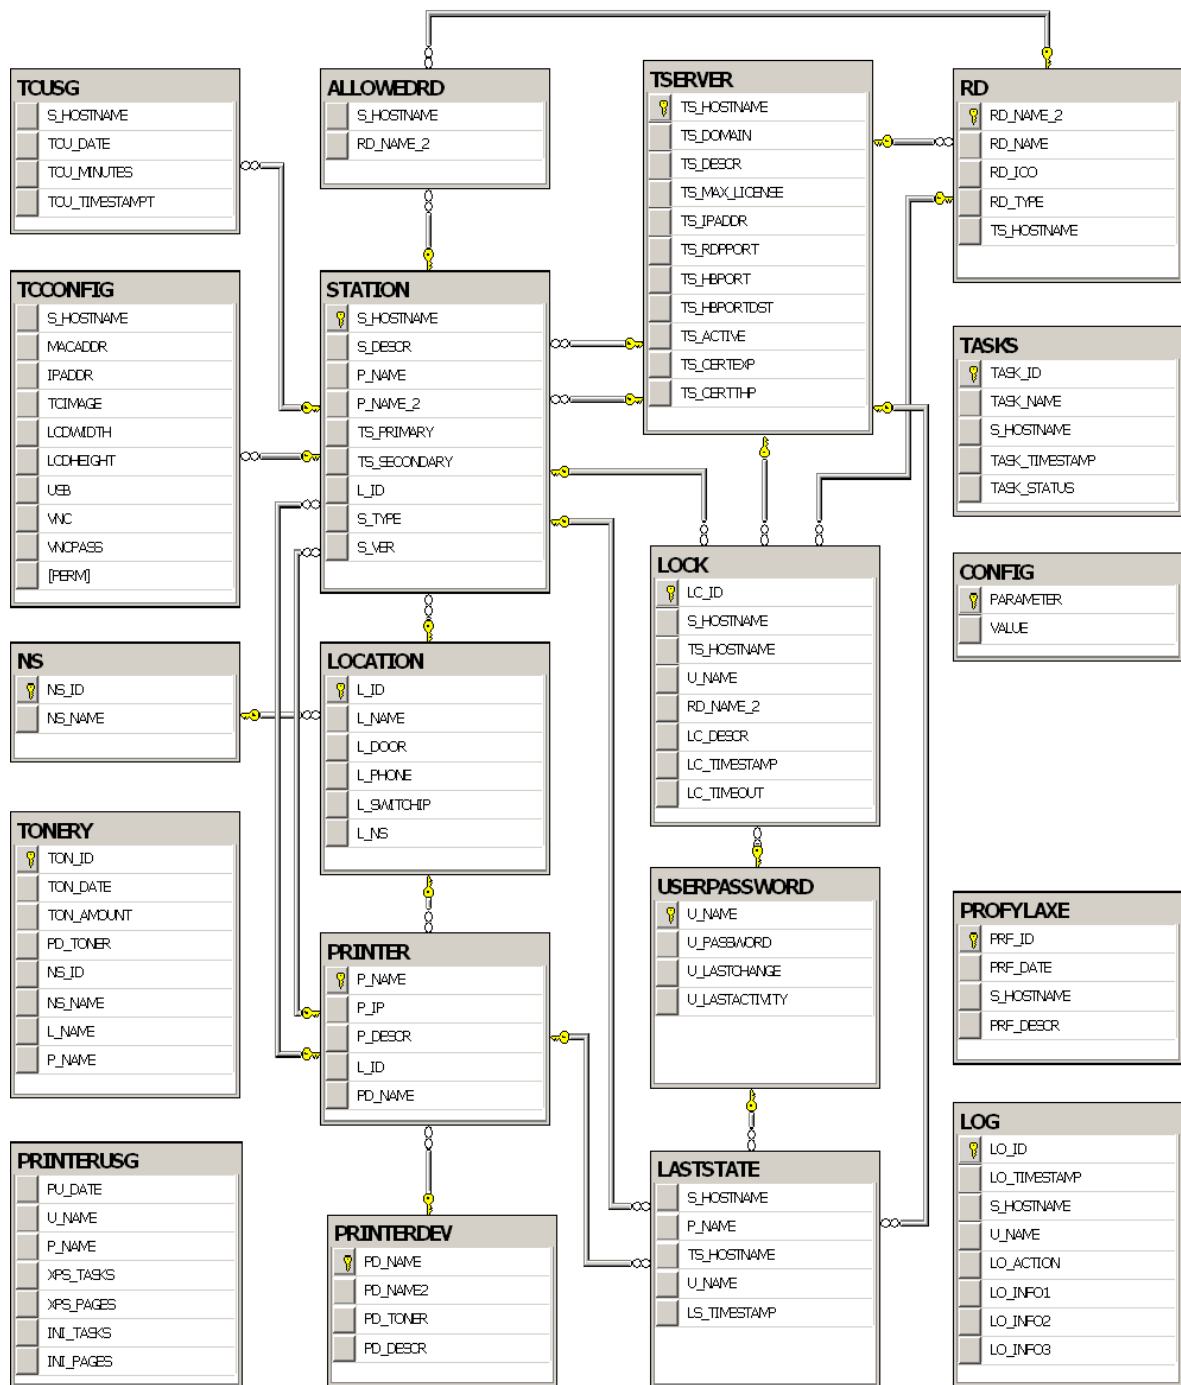 TCUSG
S_HOSTNAME
TCU_DATE
TCU_MINUTES
TCU_TIMESTAMPT
ALLOWEDRD
S_HOSTNAME
RD_NAME_2
TSERVER
TS_HOSTNAME
TS_DOMAIN
TS_DESCR
TS_MAX_LICENSE
TS_IPADDR
TS_RDPPORT
TS_HBPORT
TS_HBPORTDST
TS_ACTIVE
TS_CERTEXP
TS_CERTTHP
RD
RD_NAME_2
RD_NAME
RD_ICO
RD_TYPE
TS_HOSTNAME
TCCONFIG
S_HOSTNAME
MACADDR
IPADDR
TCIMAGE
LCDWIDTH
LCDHEIGHT
USB
VNC
VNCPASS
[PERM]
STATION
S_HOSTNAME
S_DESCR
P_NAME
P_NAME_2
TS_PRIMARY
TS_SECONDARY
L_ID
S_TYPE
S_VER
TASKS
TASK_ID
TASK_NAME
S_HOSTNAME
TASK_TIMESTAMP
TASK_STATUS
LOCK
LC_ID
S_HOSTNAME
TS_HOSTNAME
U_NAME
RD_NAME_2
LC_DESCR
LC_TIMESTAMP
LC_TIMEOUT
CONFIG
PARAMETER
VALUE
NS
NS_ID
NS_NAME
LOCATION
L_ID
L_NAME
L_DOOR
L_PHONE
L_SWITCHIP
L_NS
TONERY
TON_ID
TON_DATE
TON_AMOUNT
PD_TONER
NS_ID
NS_NAME
L_NAME
P_NAME
PRINTER
P_NAME
P_IP
P_DESCR
L_ID
PD_NAME
USERPASSWORD
U_NAME
U_PASSWORD
U_LASTCHANGE
U_LASTACTIVITY
PROFYLAXE
PRF_ID
PRF_DATE
S_HOSTNAME
PRF_DESCR
PRINTERUSG
PU_DATE
U_NAME
P_NAME
XPS_TASKS
XPS_PAGES
INI_TASKS
INI_PAGES
PRINTERDEV
PD_NAME
PD_NAME2
PD_TONER
PD_DESCR
LASTSTATE
S_HOSTNAME
P_NAME
TS_HOSTNAME
U_NAME
LS_TIMESTAMP
LOG
LO_ID
LO_TIMESTAMP
S_HOSTNAME
U_NAME
LO_ACTION
LO_INFO1
LO_INFO2
LO_INFO3